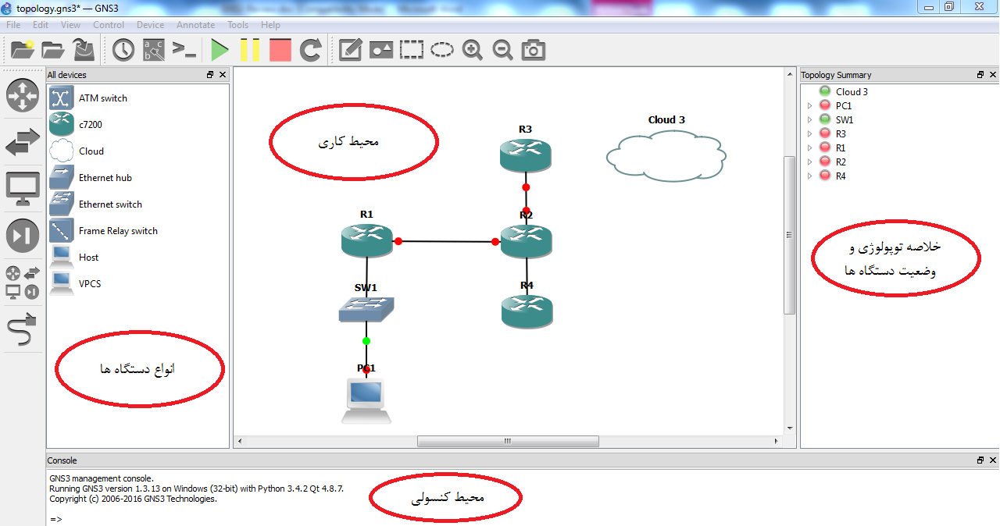 topology.gns3* — GNS3
File Edit View Control Device Annotate Tools Help
All devices
ATM switch
c7200
Cloud
Ethernet hub
Ethernet switch
Frame Relay switch
Host
VPCS
انواع دستگاه ها
محیط کاری
R3
Cloud 3
R1
R2
SW1
R4
PC1
Topology Summary
Cloud 3
PC1
SW1
R3
R1
R2
R4
خلاصه توپولوژی و
وضعیت دستگاه ها
Console
GNS3 management console.
Running GNS3 version 1.3.13 on Windows (32-bit) with Python 3.4.2 Qt 4.8.7.
Copyright (c) 2006-2016 GNS3 Technologies.
=>
محیط کنسولی